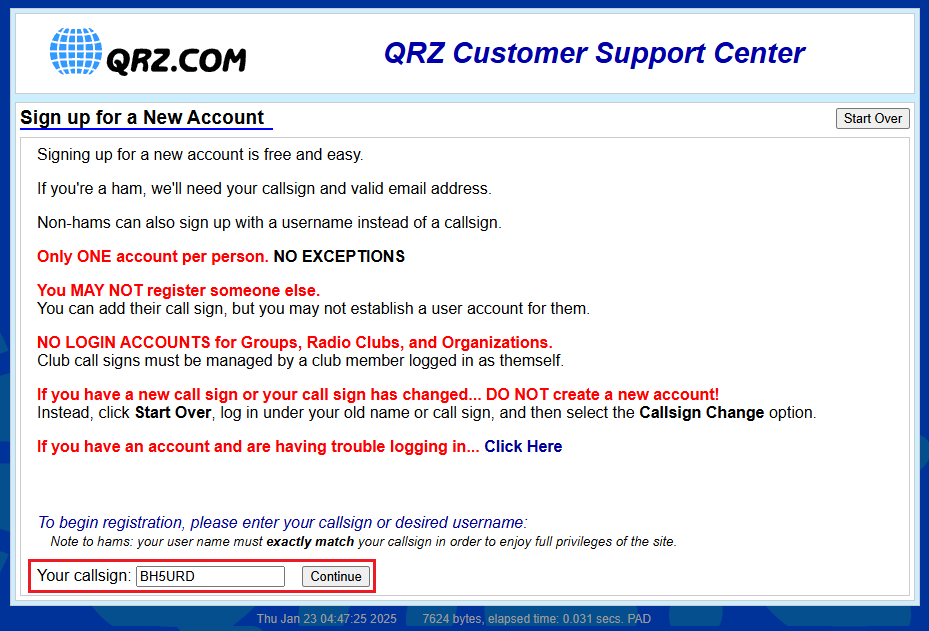 QRZ.COM
QRZ Customer Support Center
Sign up for a New Account
Start Over
Signing up for a new account is free and easy.
If you're a ham, we'll need your callsign and valid email address.
Non-hams can also sign up with a username instead of a callsign.
Only ONE account per person. NO EXCEPTIONS
You MAY NOT register someone else.
You can add their call sign, but you may not establish a user account for them.
NO LOGIN ACCOUNTS for Groups, Radio Clubs, and Organizations.
Club call signs must be managed by a club member logged in as themself.
If you have a new call sign or your call sign has changed... DO NOT create a new account!
Instead, click Start Over, log in under your old name or call sign, and then select the Callsign Change option.
If you have an account and are having trouble logging in... Click Here
To begin registration, please enter your callsign or desired username:
Note to hams: your user name must exactly match your callsign in order to enjoy full privileges of the site.
Your callsign: BH5URD Continue
Thu Jan 23 04:47:25 2025 7624 bytes, elapsed time: 0.031 secs. PAD